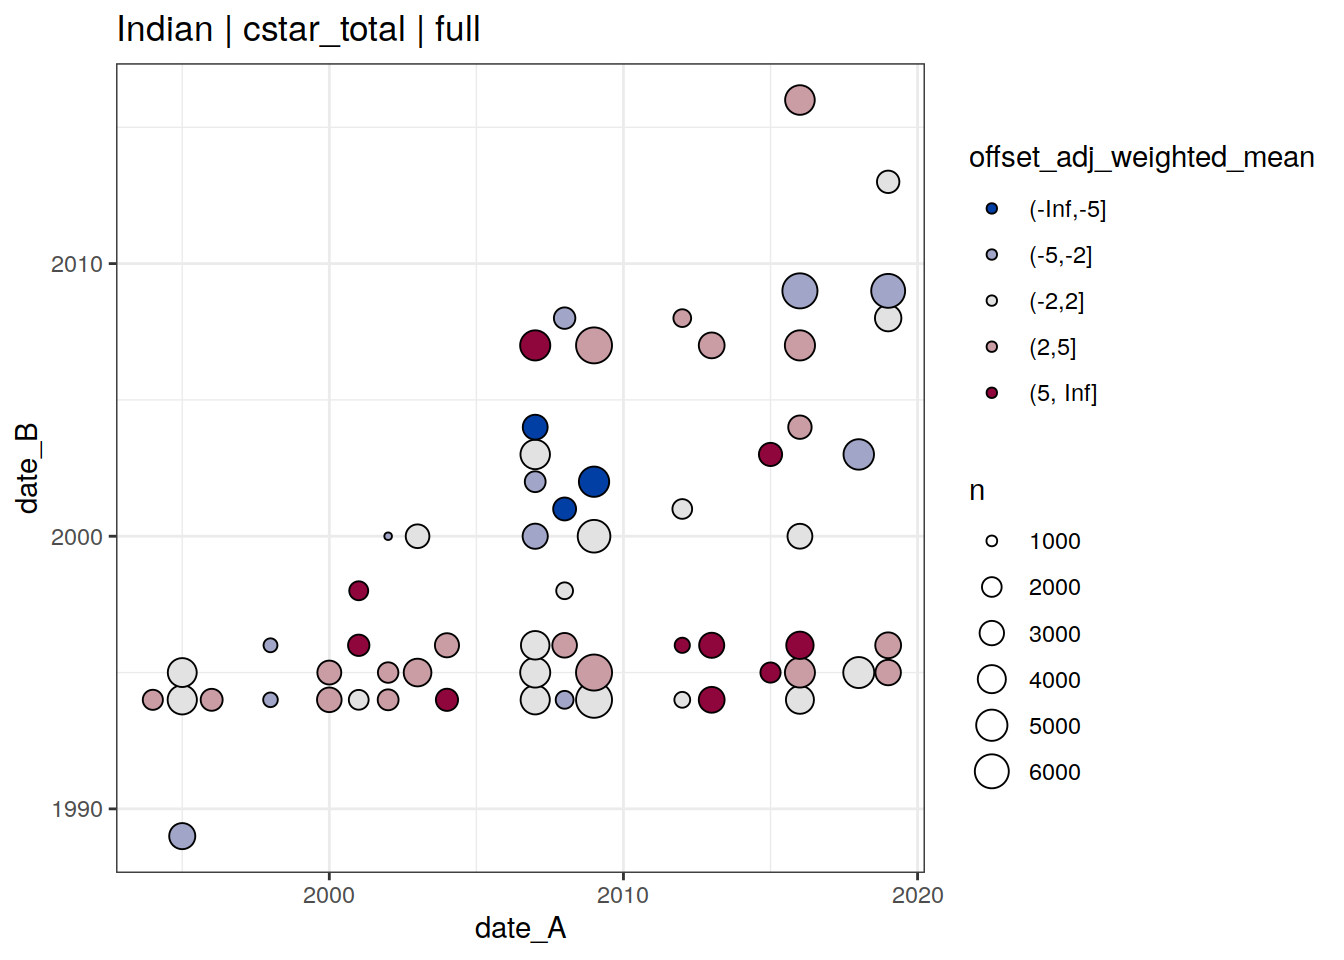 Indian | cstar_total | full
date_B
2010
2000
1990
2000
2010
2020
date_A
offset_adj_weighted_mean
(-Inf,-5]
(-5,-2]
(-2,2]
(2,5]
(5, Inf]
n
1000
2000
3000
4000
5000
6000